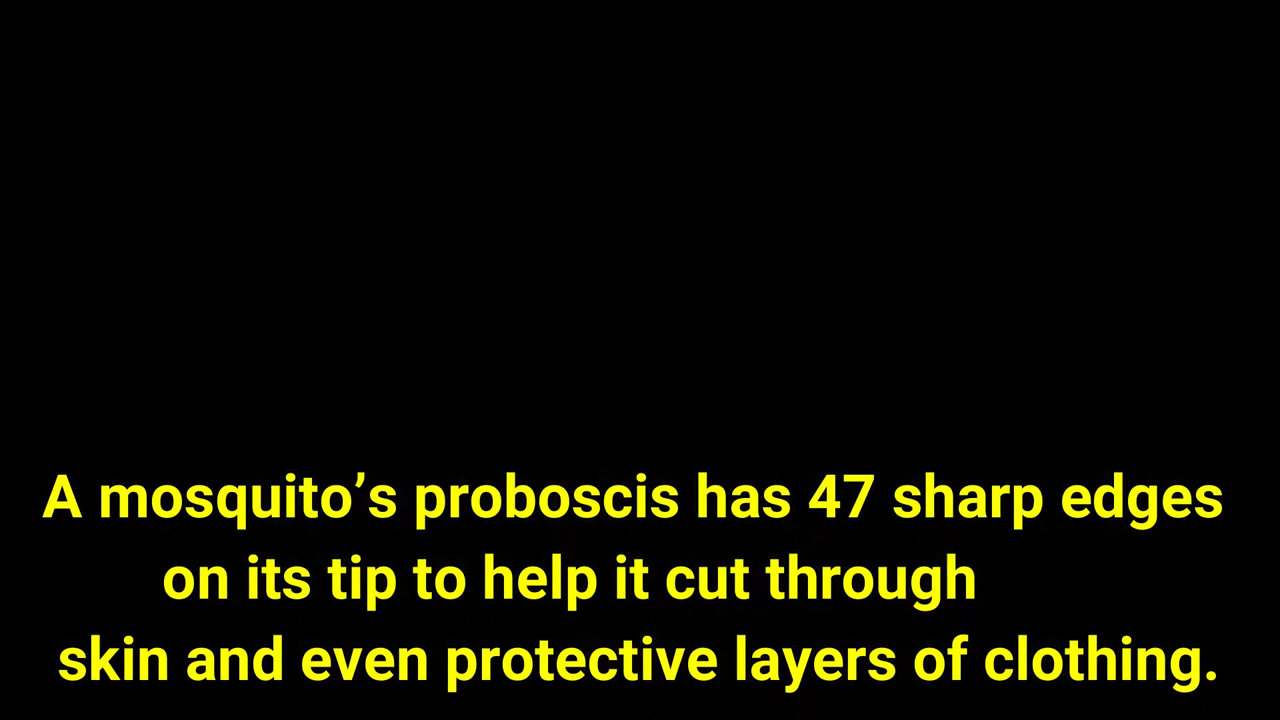 A mosquito’s proboscis has 47 sharp edges
on its tip to help it cut through
skin and even protective layers of clothing.